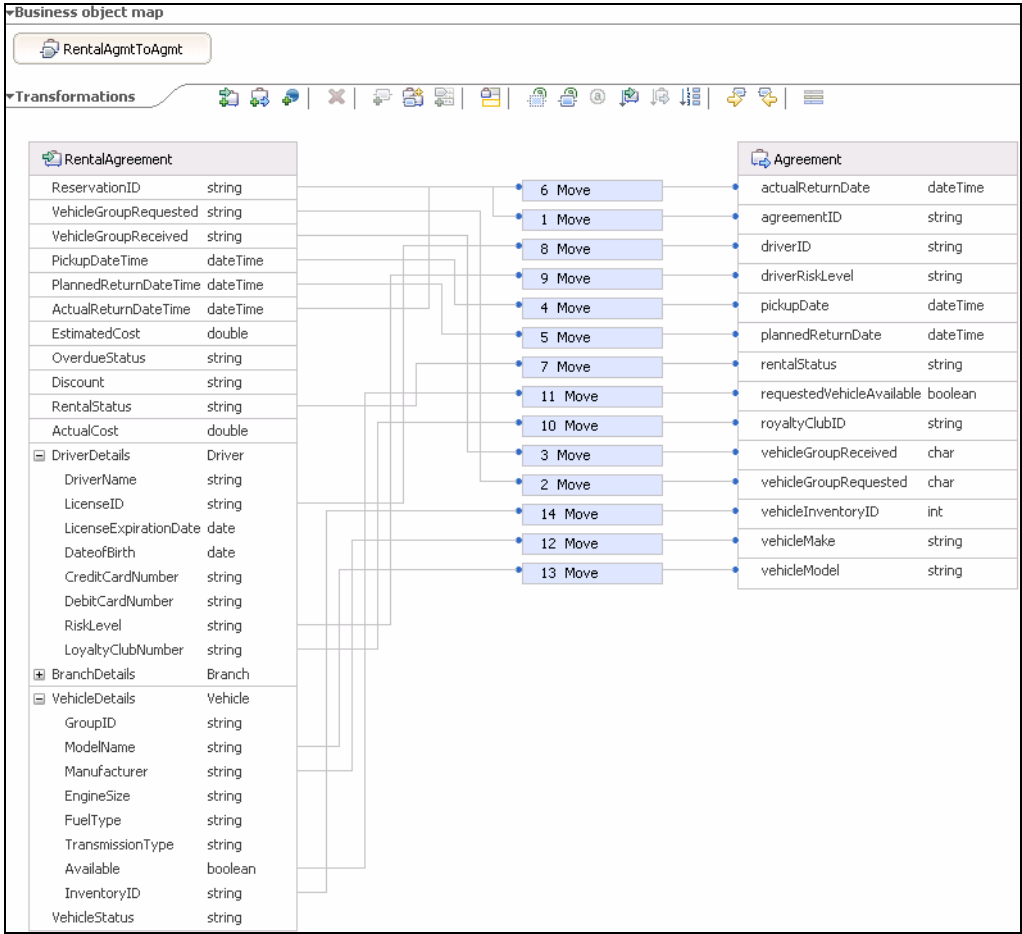 Business object map
RentalAgmtToAgmt
Transformations
RentalAgreement
ReservationID string
VehicleGroupRequested string
VehicleGroupReceived string
PickupDateTime dateTime
PlannedReturnDateTime dateTime
ActualReturnDateTime dateTime
EstimatedCost double
OverdueStatus string
Discount string
RentalStatus string
ActualCost double
DriverDetails Driver
DriverName string
LicenseID string
LicenseExpirationDate date
DateofBirth date
CreditCardNumber string
DebitCardNumber string
RiskLevel string
LoyaltyClubNumber string
BranchDetails Branch
VehicleDetails Vehicle
GroupID string
ModelName string
Manufacturer string
EngineSize string
FuelType string
TransmissionType string
Available boolean
InventoryID string
VehicleStatus string
6 Move
1 Move
8 Move
9 Move
4 Move
5 Move
7 Move
11 Move
10 Move
3 Move
2 Move
14 Move
12 Move
13 Move
Agreement
actualReturnDate dateTime
agreementID string
driverID string
driverRiskLevel string
pickupDate dateTime
plannedReturnDate dateTime
rentalStatus string
requestedVehicleAvailable boolean
royaltyClubID string
vehicleGroupReceived char
vehicleGroupRequested char
vehicleInventoryID int
vehicleMake string
vehicleModel string